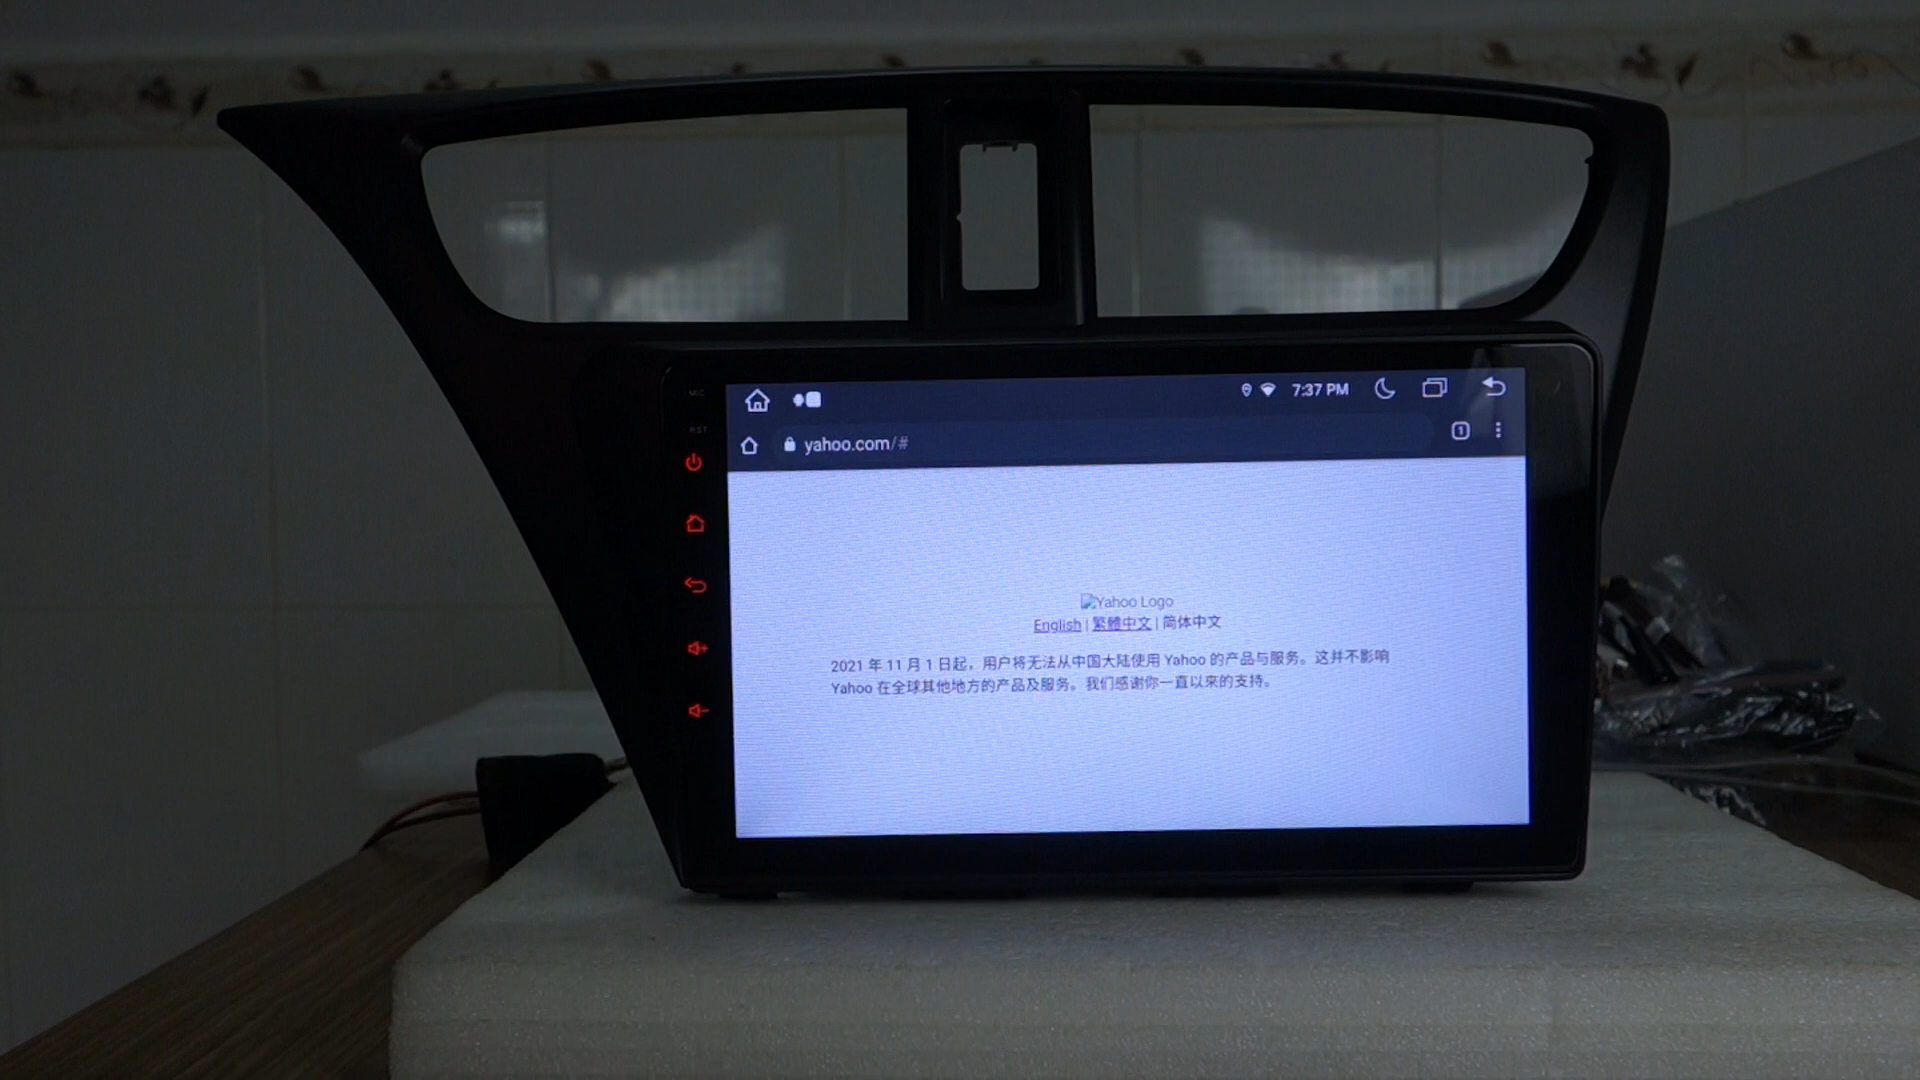 MIC
7:37 PM
RST
yahoo.com/#
1
Yahoo Logo
English | 繁體中文 | 简体中文
2021 年 11 月 1 日起，用户将无法从中国大陆使用 Yahoo 的产品与服务。这并不影响
Yahoo 在全球其他地方的产品及服务。我们感谢你一直以来的支持。